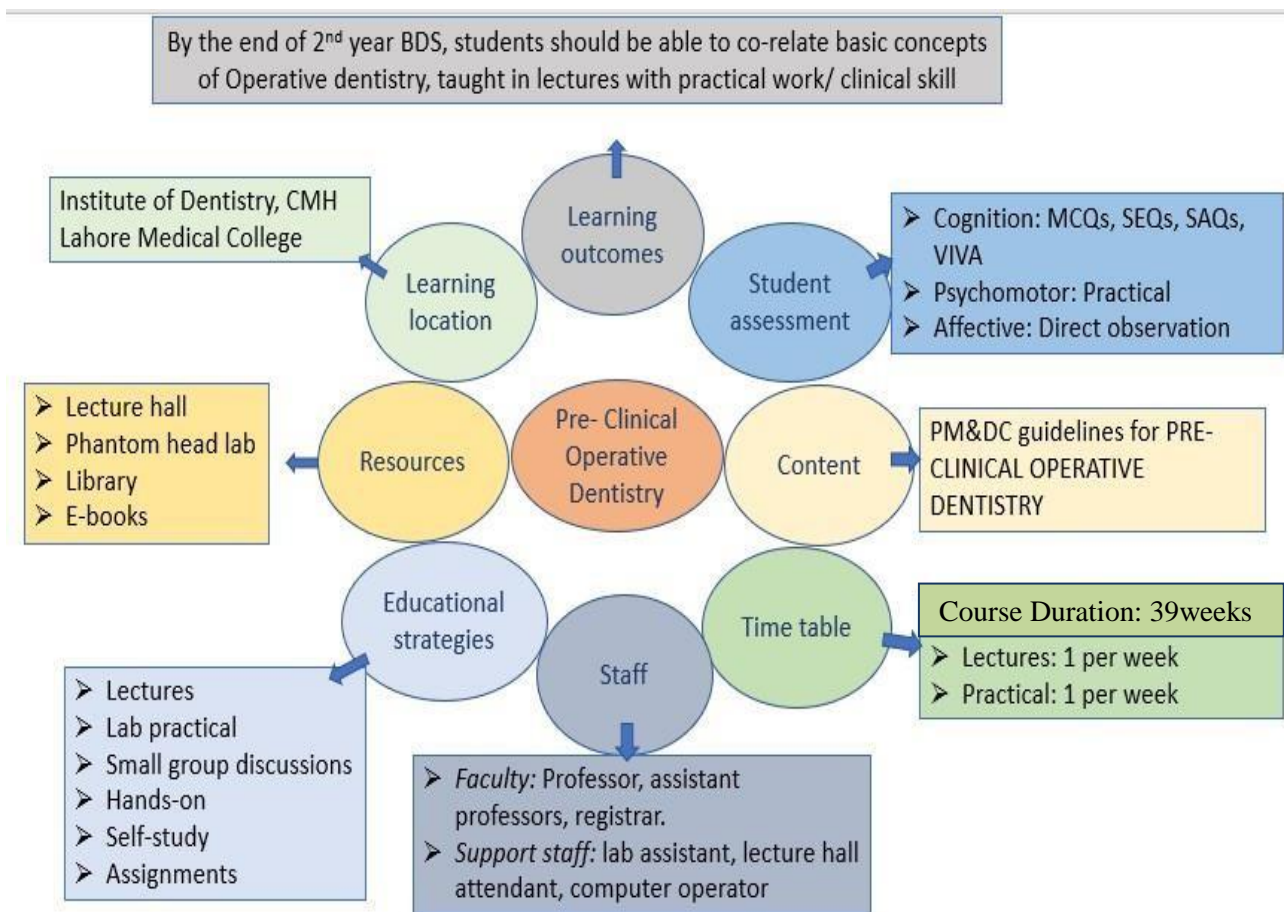 By the end of 2nd year BDS, students should be able to co-relate basic concepts
of Operative dentistry, taught in lectures with practical work/ clinical skill
Learning
outcomes
Institute of Dentistry, CMH
Lahore Medical College
Learning
location
Student
assessment
➢ Cognition: MCQs, SEQs, SAQs,
VIVA
➢ Psychomotor: Practical
➢ Affective: Direct observation
➢ Lecture hall
➢ Phantom head lab
➢ Library
➢ E-books
Resources
Pre- Clinical
Operative
Dentistry
Content
PM&DC guidelines for PRE-
CLINICAL OPERATIVE
DENTISTRY
Educational
strategies
Staff
Time table
Course Duration: 39weeks
➢ Lectures: 1 per week
➢ Practical: 1 per week
➢ Lectures
➢ Lab practical
➢ Small group discussions
➢ Hands-on
➢ Self-study
➢ Assignments
➢ Faculty: Professor, assistant
professors, registrar.
➢ Support staff: lab assistant, lecture hall
attendant, computer operator